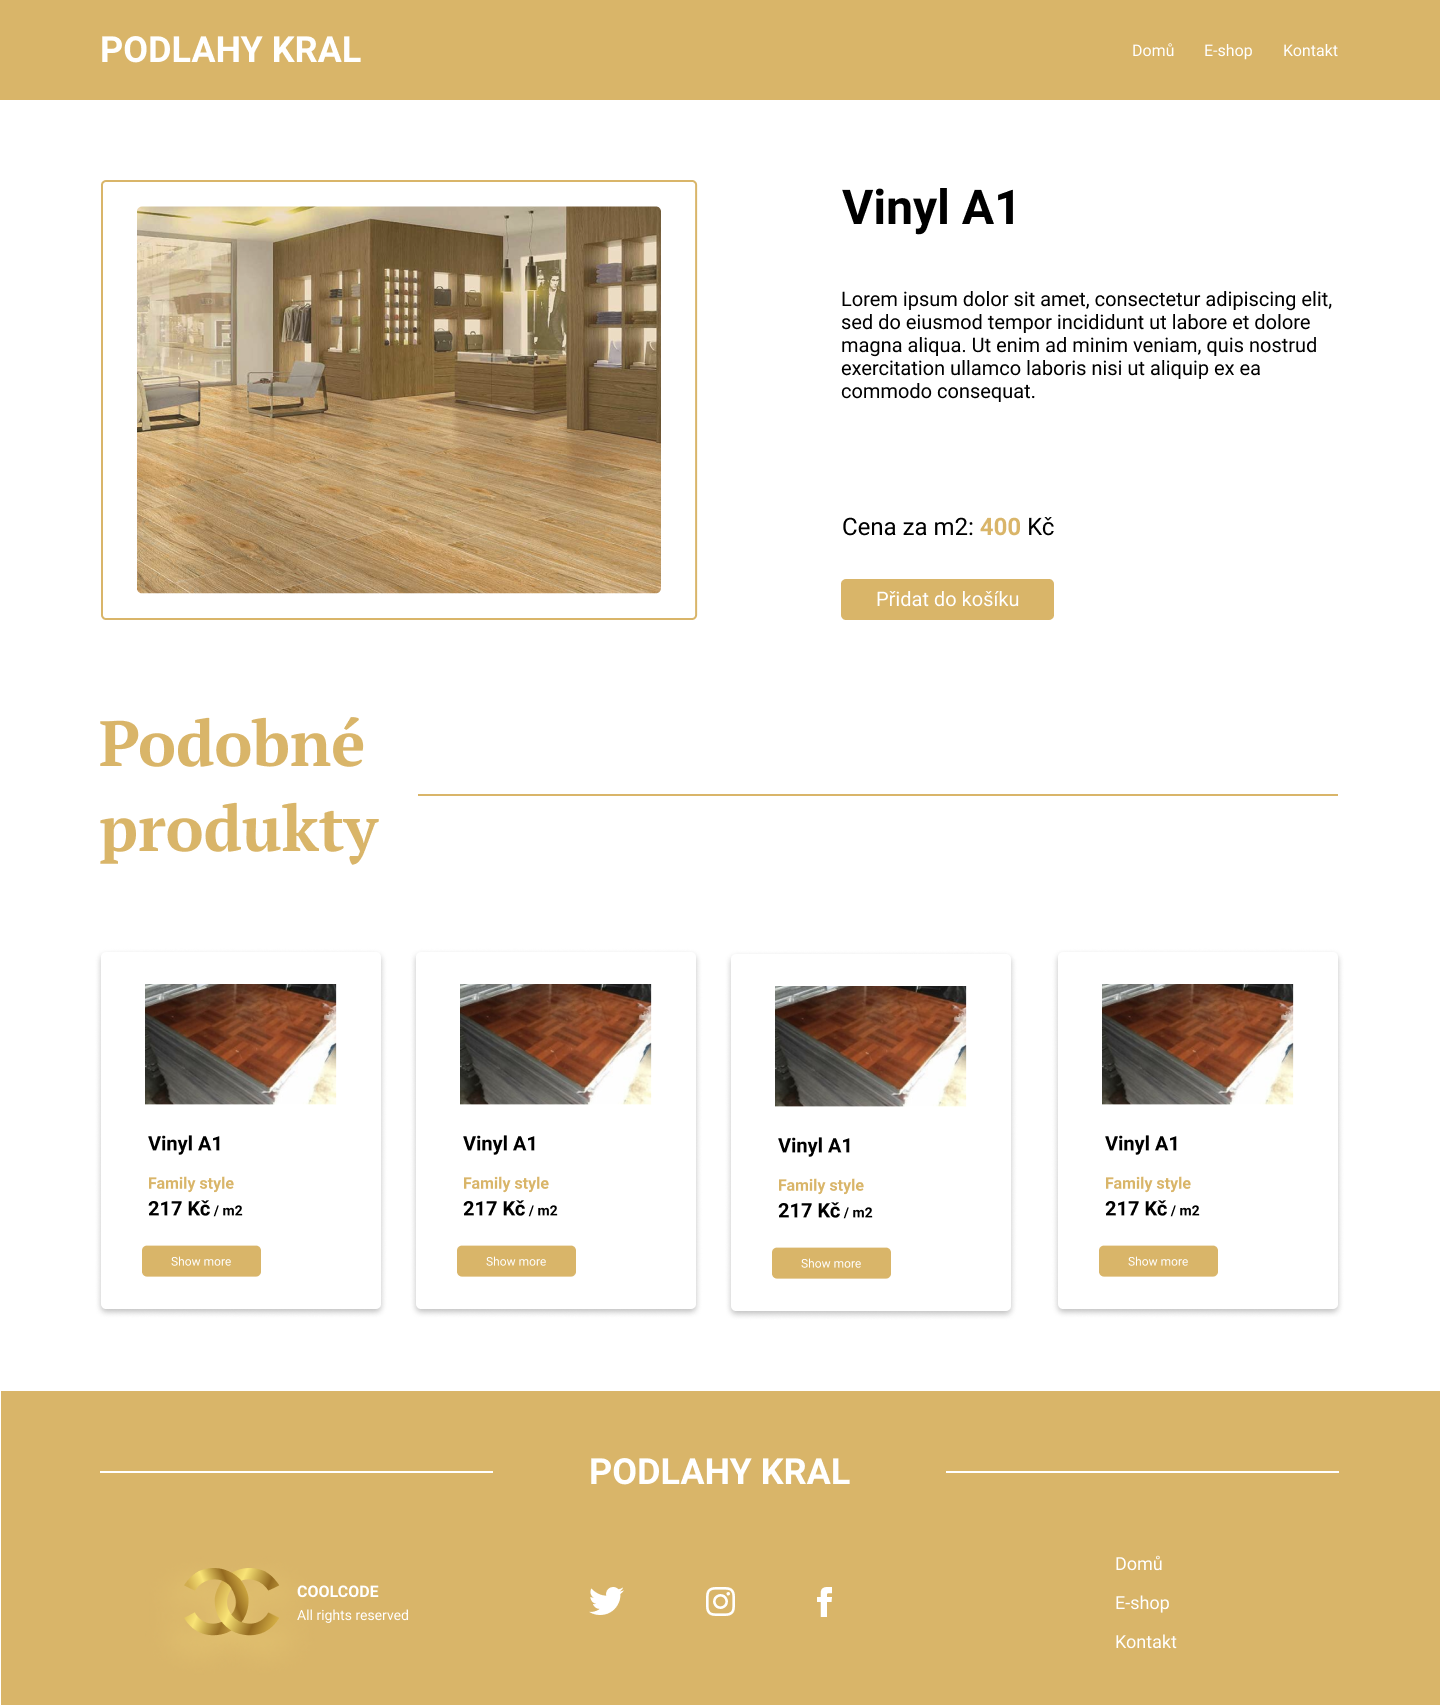 PODLAHY KRAL
Domů E-shop Kontakt
Vinyl A1
Lorem ipsum dolor sit amet, consectetur adipiscing elit,
sed do eiusmod tempor incididunt ut labore et dolore
magna aliqua. Ut enim ad minim veniam, quis nostrud
exercitation ullamco laboris nisi ut aliquip ex ea
commodo consequat.
Cena za m2: 400 Kč
Přidat do košíku
Podobné
produkty
Vinyl A1
Family style
217 Kč / m2
Show more
Vinyl A1
Family style
217 Kč / m2
Show more
Vinyl A1
Family style
217 Kč / m2
Show more
Vinyl A1
Family style
217 Kč / m2
Show more
PODLAHY KRAL
COOLCODE
All rights reserved
Domů
E-shop
Kontakt